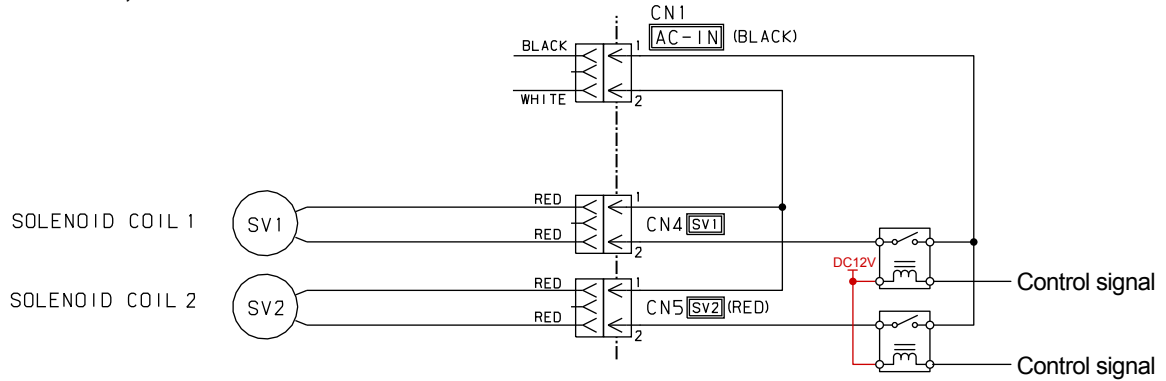 CN1
AC-IN (BLACK)
BLACK
1
WHITE
2
SOLENOID COIL 1
SV1
RED
1
RED
2
CN4 SV1
DC12V
Control signal
SOLENOID COIL 2
SV2
RED
1
RED
2
CN5 SV2 (RED)
Control signal